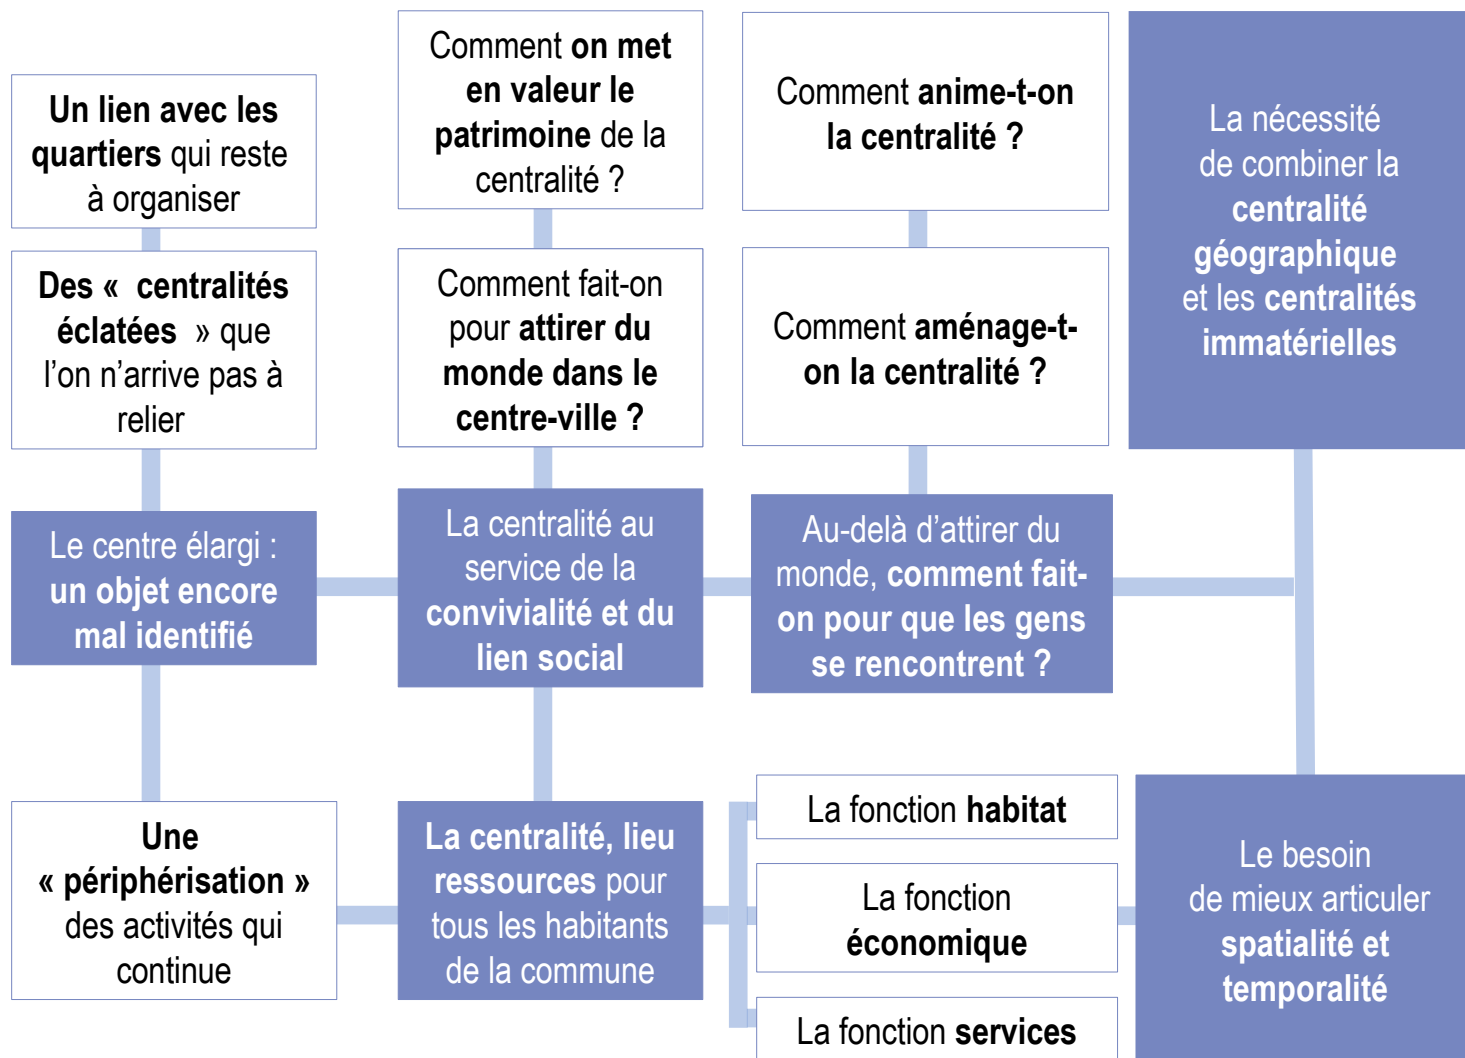 Un lien avec les
quartiers qui reste
à organiser
Comment on met
en valeur le
patrimoine de la
centralité ?
Comment anime-t-on
la centralité ?
La nécessité
de combiner la
centralité
géographique
et les centralités
immatérielles
Des «  centralités
éclatées  » que
l’on n’arrive pas à
relier
Comment fait-on
pour attirer du
monde dans le
centre-ville ?
Comment aménage-t-
on la centralité ?
Le centre élargi :
un objet encore
mal identifié
La centralité au
service de la
convivialité et du
lien social
Au-delà d’attirer du
monde, comment fait-
on pour que les gens
se rencontrent ?
Une
« périphérisation »
des activités qui
continue
La centralité, lieu
ressources pour
tous les habitants
de la commune
La fonction habitat
La fonction
économique
La fonction services
Le besoin
de mieux articuler
spatialité et
temporalité